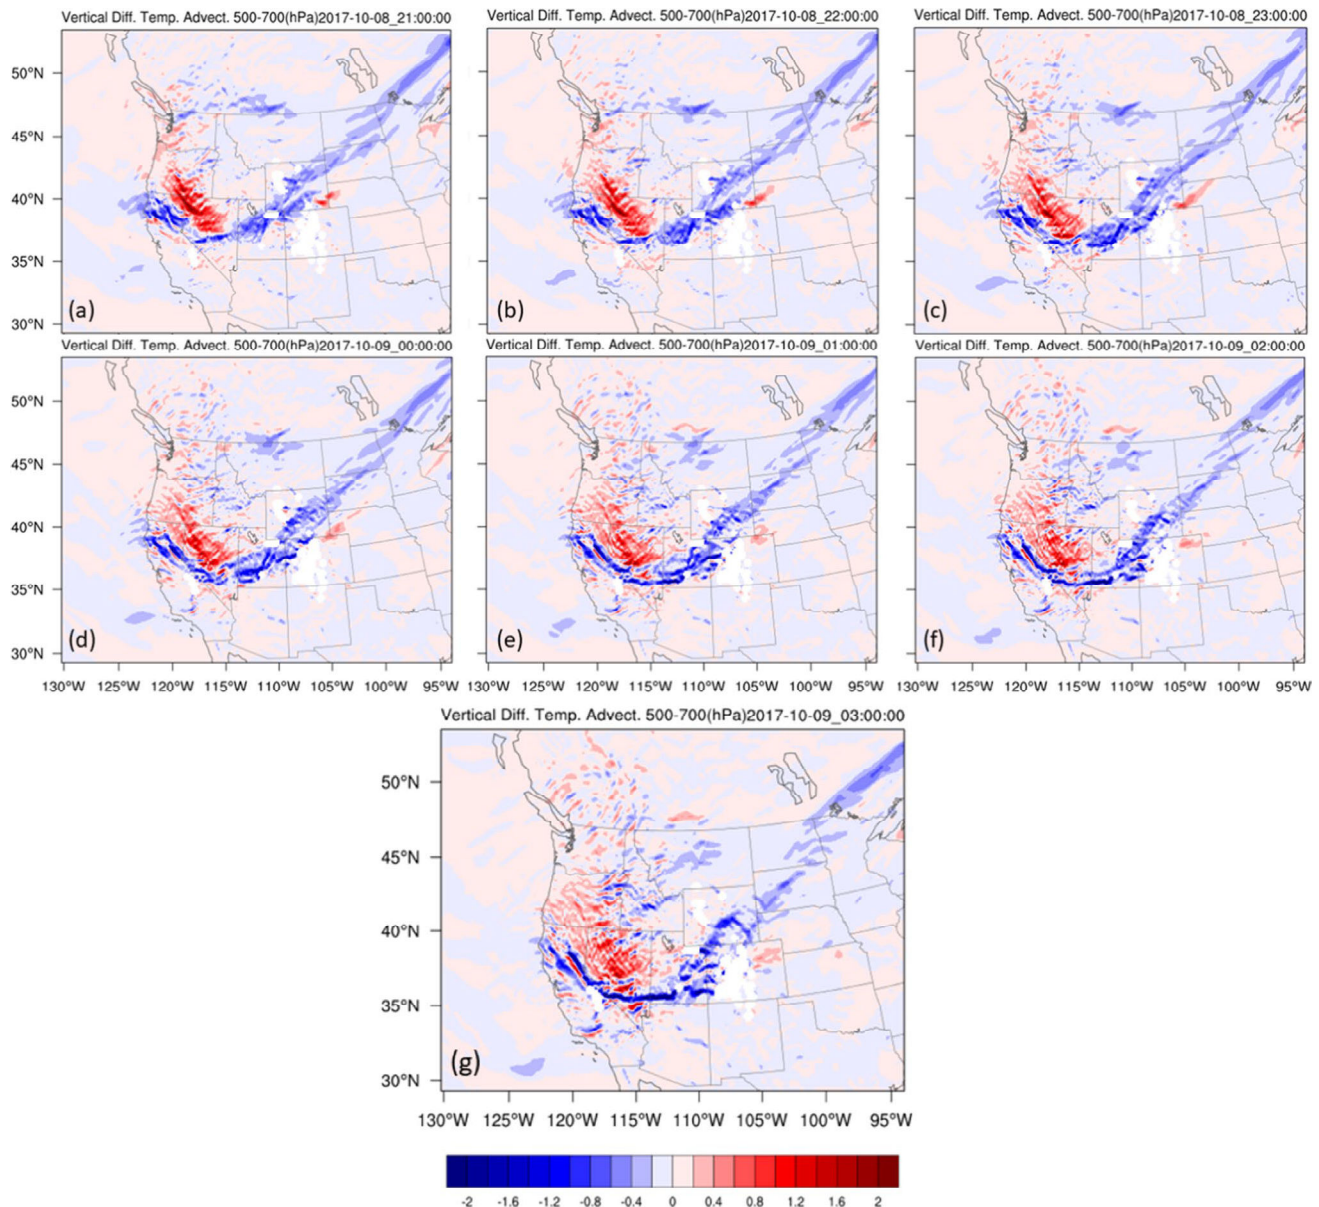 Vertical Diff. Temp. Advect. 500-700(hPa)2017-10-08_21:00:00
Vertical Diff. Temp. Advect. 500-700(hPa)2017-10-08_22:00:00
Vertical Diff. Temp. Advect. 500-700(hPa)2017-10-08_23:00:00
50°N
45°N
40°N
35°N
30°N
(a)
(b)
(c)
Vertical Diff. Temp. Advect. 500-700(hPa)2017-10-09_00:00:00
Vertical Diff. Temp. Advect. 500-700(hPa)2017-10-09_01:00:00
Vertical Diff. Temp. Advect. 500-700(hPa)2017-10-09_02:00:00
50°N
45°N
40°N
35°N
30°N
(d)
(e)
(f)
130°W 125°W 120°W 115°W 110°W 105°W 100°W 95°W
130°W 125°W 120°W 115°W 110°W 105°W 100°W 95°W
130°W 125°W 120°W 115°W 110°W 105°W 100°W 95°W
Vertical Diff. Temp. Advect. 500-700(hPa)2017-10-09_03:00:00
50°N
45°N
40°N
35°N
30°N
(g)
130°W 125°W 120°W 115°W 110°W 105°W 100°W 95°W
-2 -1.6 -1.2 -0.8 -0.4 0 0.4 0.8 1.2 1.6 2